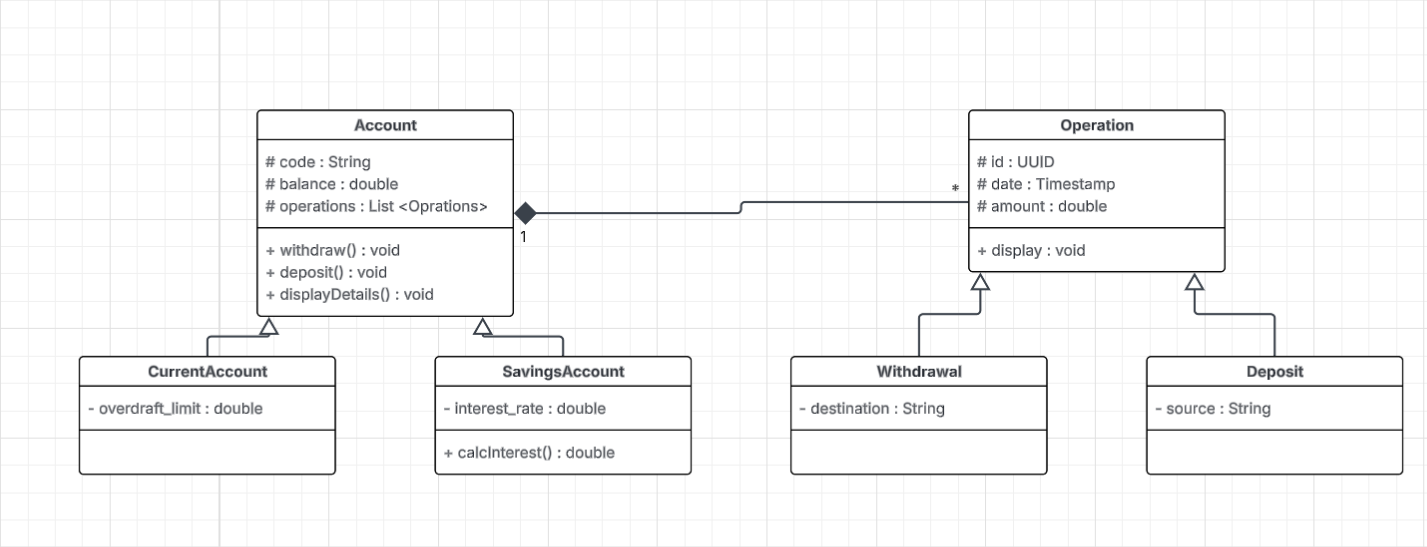 Account
# code : String
# balance : double
# operations : List <Oprations>
+ withdraw() : void
+ deposit() : void
+ displayDetails() : void
1
*
Operation
# id : UUID
# date : Timestamp
# amount : double
+ display : void
CurrentAccount
- overdraft_limit : double
SavingsAccount
- interest_rate : double
+ calcInterest() : double
Withdrawal
- destination : String
Deposit
- source : String